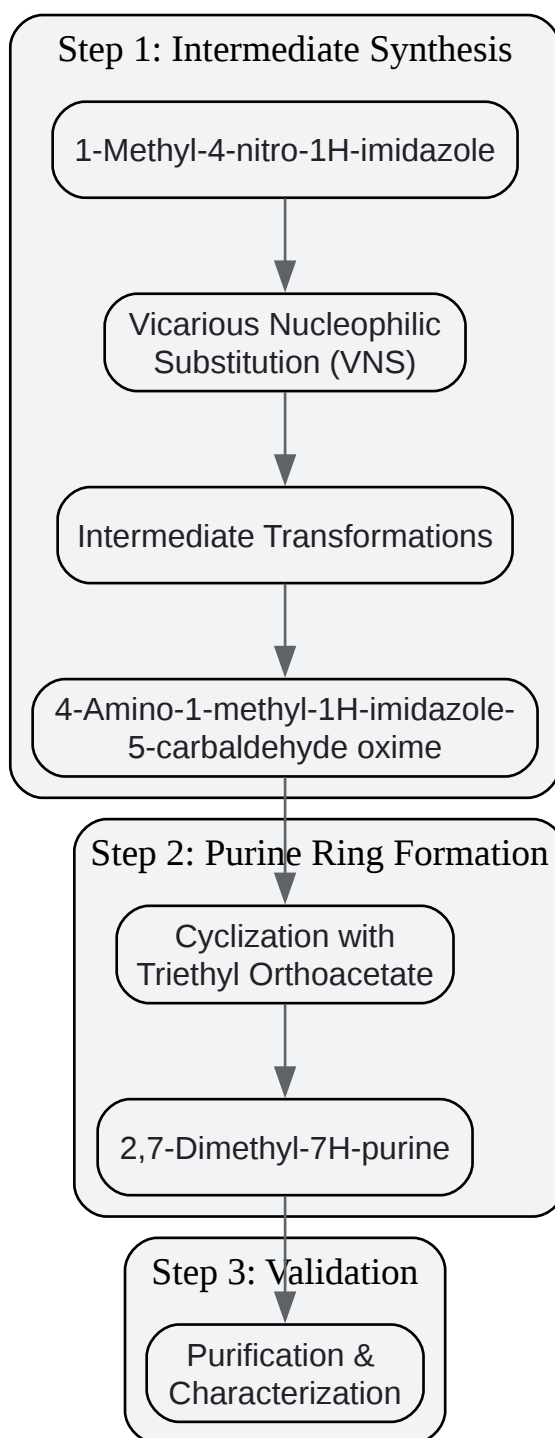 Step 1: Intermediate Synthesis
1-Methyl-4-nitro-1H-imidazole
Vicarious Nucleophilic
Substitution (VNS)
Intermediate Transformations
4-Amino-1-methyl-1H-imidazole-
5-carbaldehyde oxime
Step 2: Purine Ring Formation
Cyclization with
Triethyl Orthoacetate
2,7-Dimethyl-7H-purine
Step 3: Validation
Purification &
Characterization